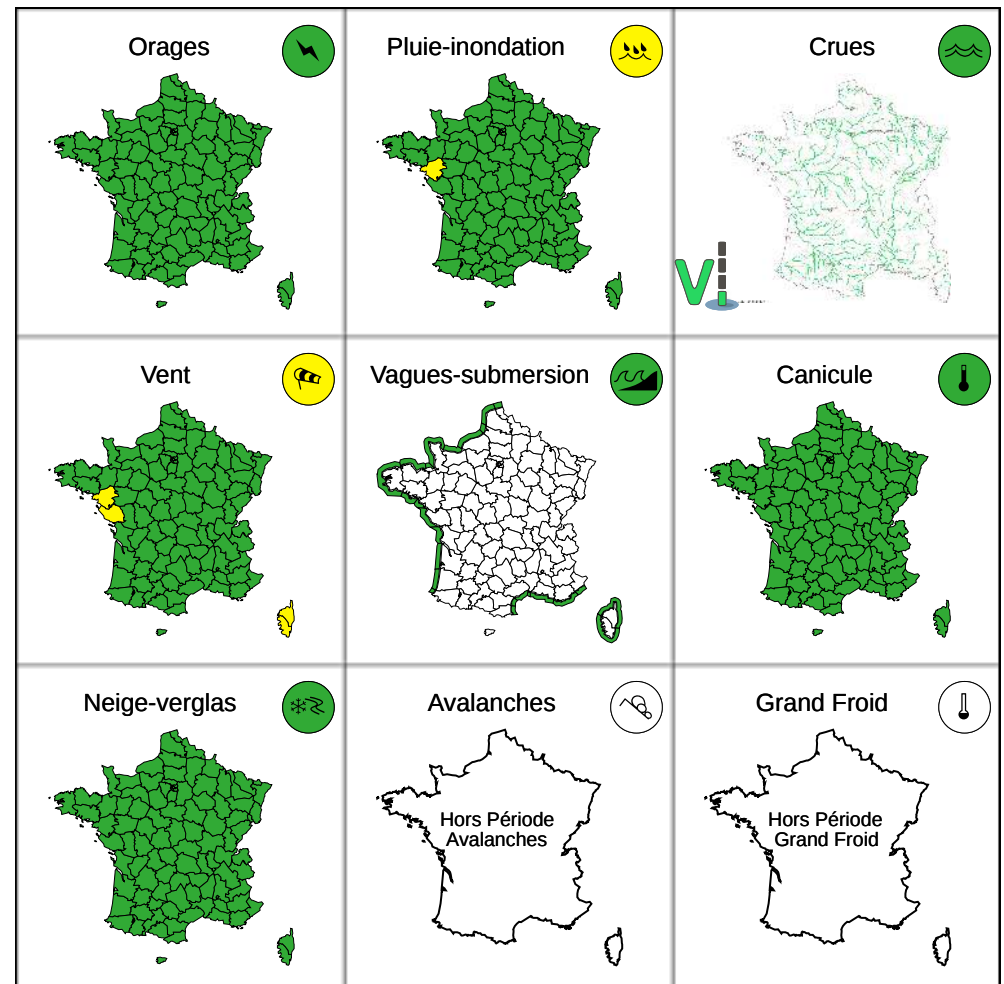 Orages
Pluie-inondation
Crues
Vi
Vent
Vagues-submersion
Canicule
Neige-verglas
Avalanches
Grand Froid
Hors Période
Avalanches
Hors Période
Grand Froid